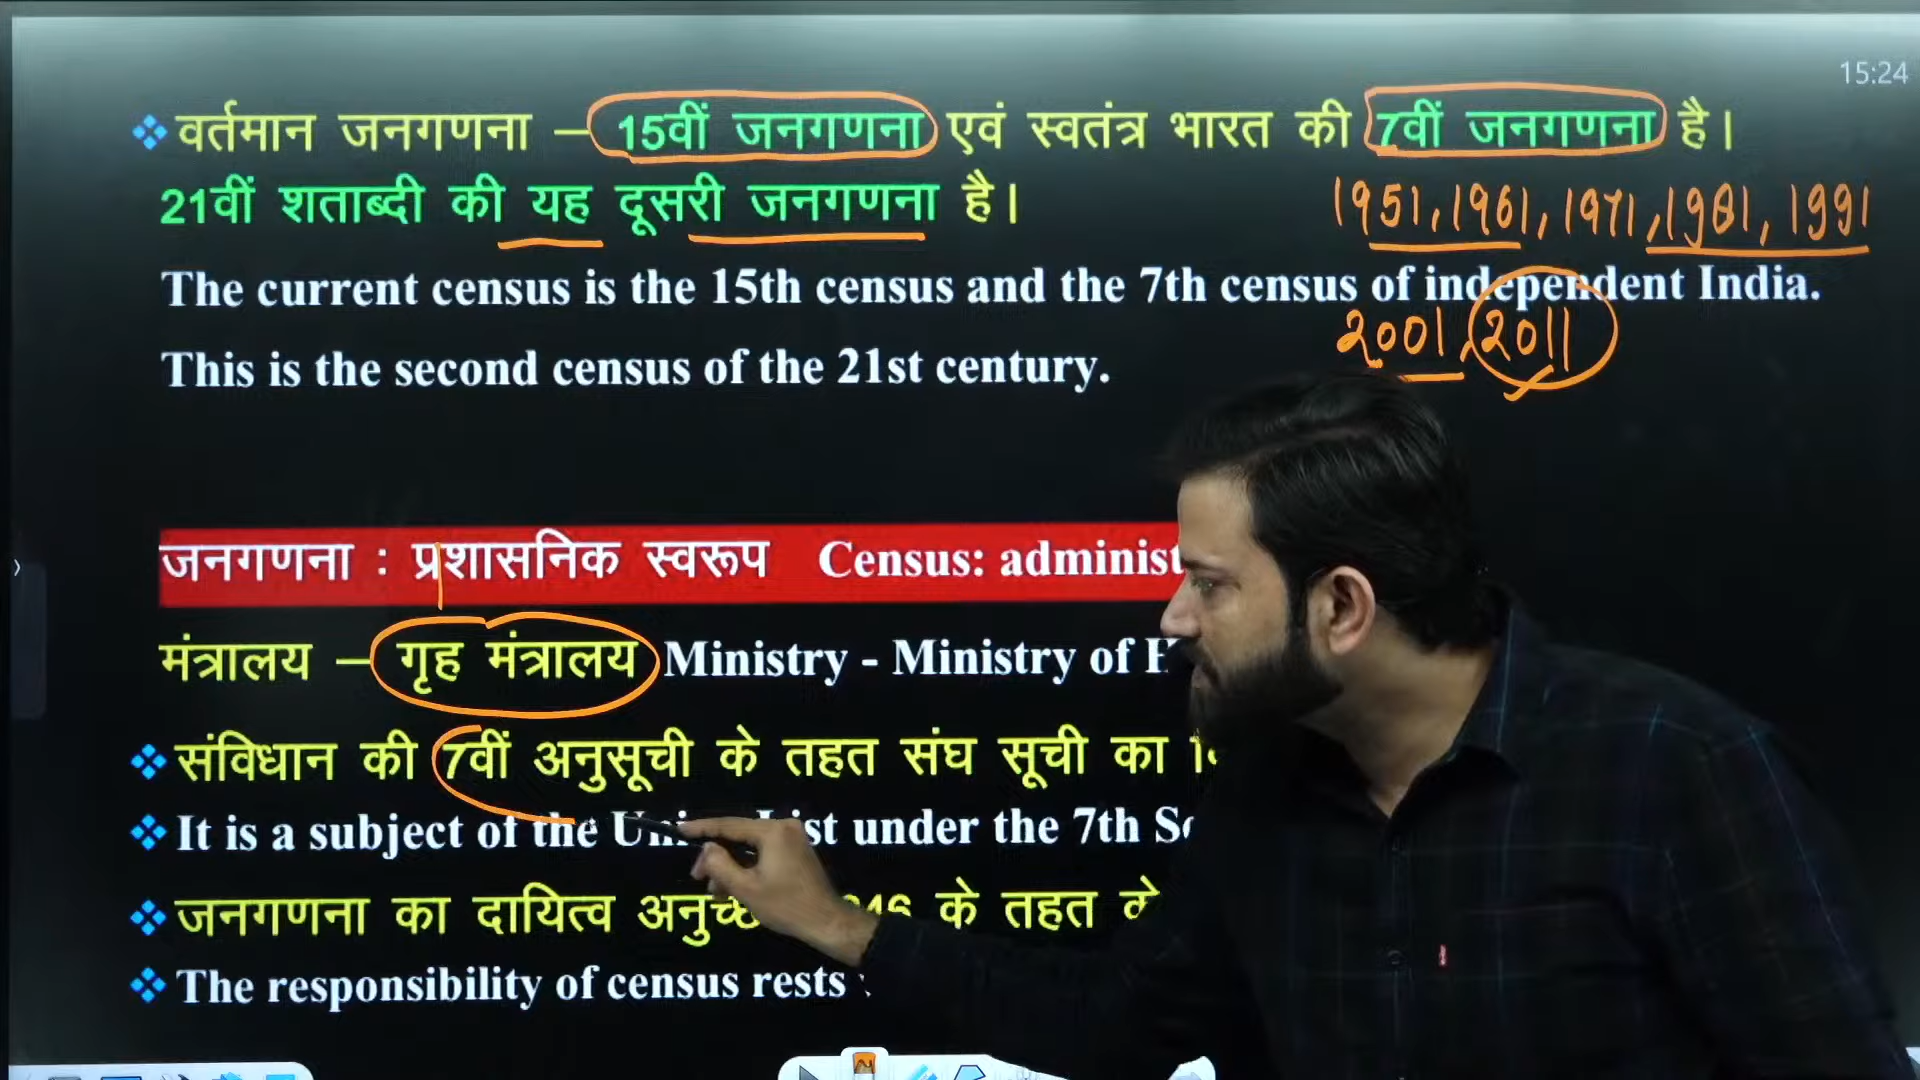 15:24
❖ वर्तमान जनगणना – 15वीं जनगणना एवं स्वतंत्र भारत की 7वीं जनगणना है।
21वीं शताब्दी की यह दूसरी जनगणना है।
1951, 1961, 1971, 1981, 1991
The current census is the 15th census and the 7th census of independent India.
2001, 2011
This is the second census of the 21st century.
जनगणना : प्रशासनिक स्वरूप Census:
मंत्रालय – गृह मंत्रालय Ministry - Ministry of
❖ संविधान की 7वीं अनुसूची के तहत संघ सूची का
❖ It is a subject of the under the 7th
❖ जनगणना का दायित्व के तहत
❖ The responsibility of census rests